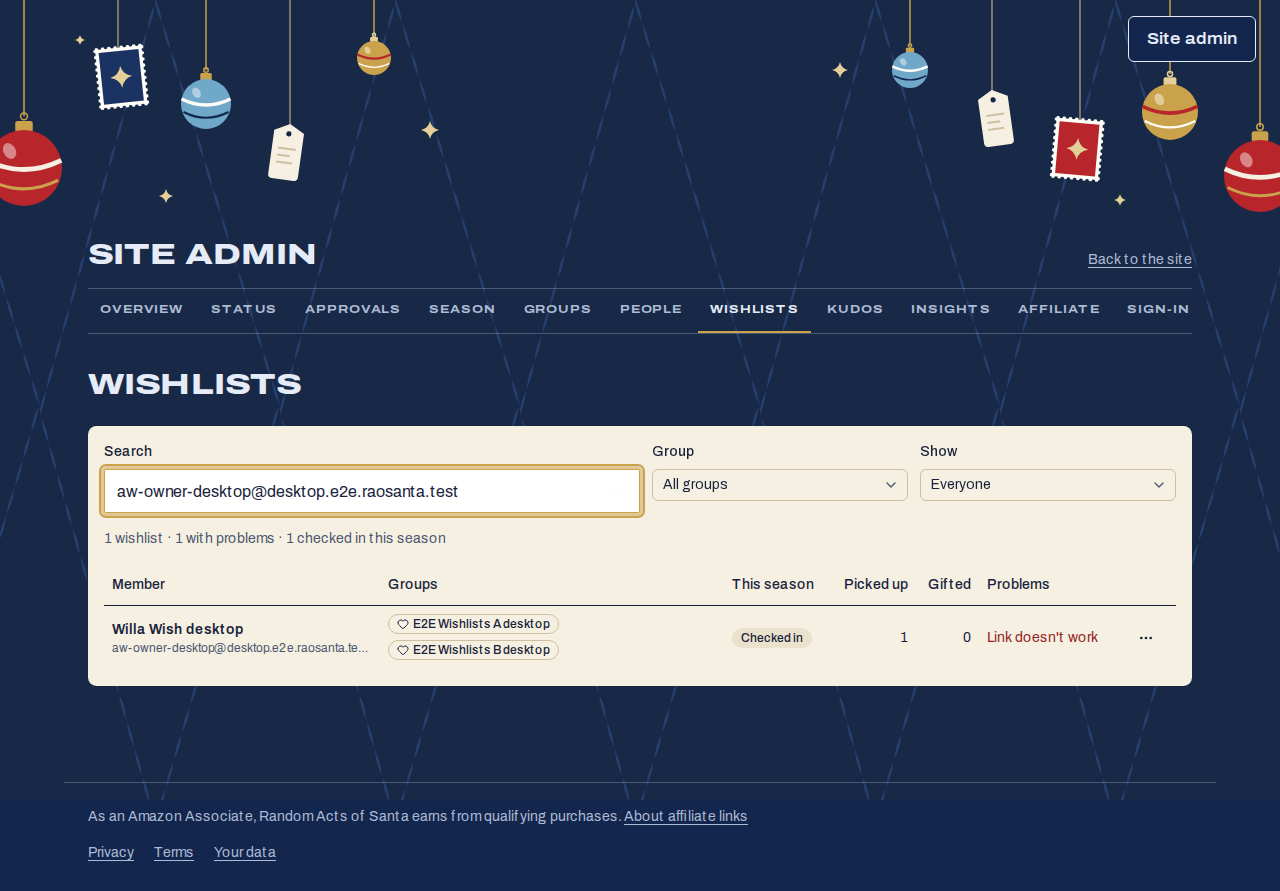 Site admin
SITE ADMIN
Back to the site
OVERVIEW STATUS APPROVALS SEASON GROUPS PEOPLE WISHLISTS KUDOS INSIGHTS AFFILIATE SIGN-IN
WISHLISTS
Search Group Show
aw-owner-desktop@desktop.e2e.raosanta.test All groups Everyone
1 wishlist · 1 with problems · 1 checked in this season
Member Groups This season Picked up Gifted Problems
Willa Wish desktop E2E Wishlists A desktop Checked in 1 0 Link doesn't work
aw-owner-desktop@desktop.e2e.raosanta.te... E2E Wishlists B desktop
As an Amazon Associate, Random Acts of Santa earns from qualifying purchases. About affiliate links
Privacy Terms Your data